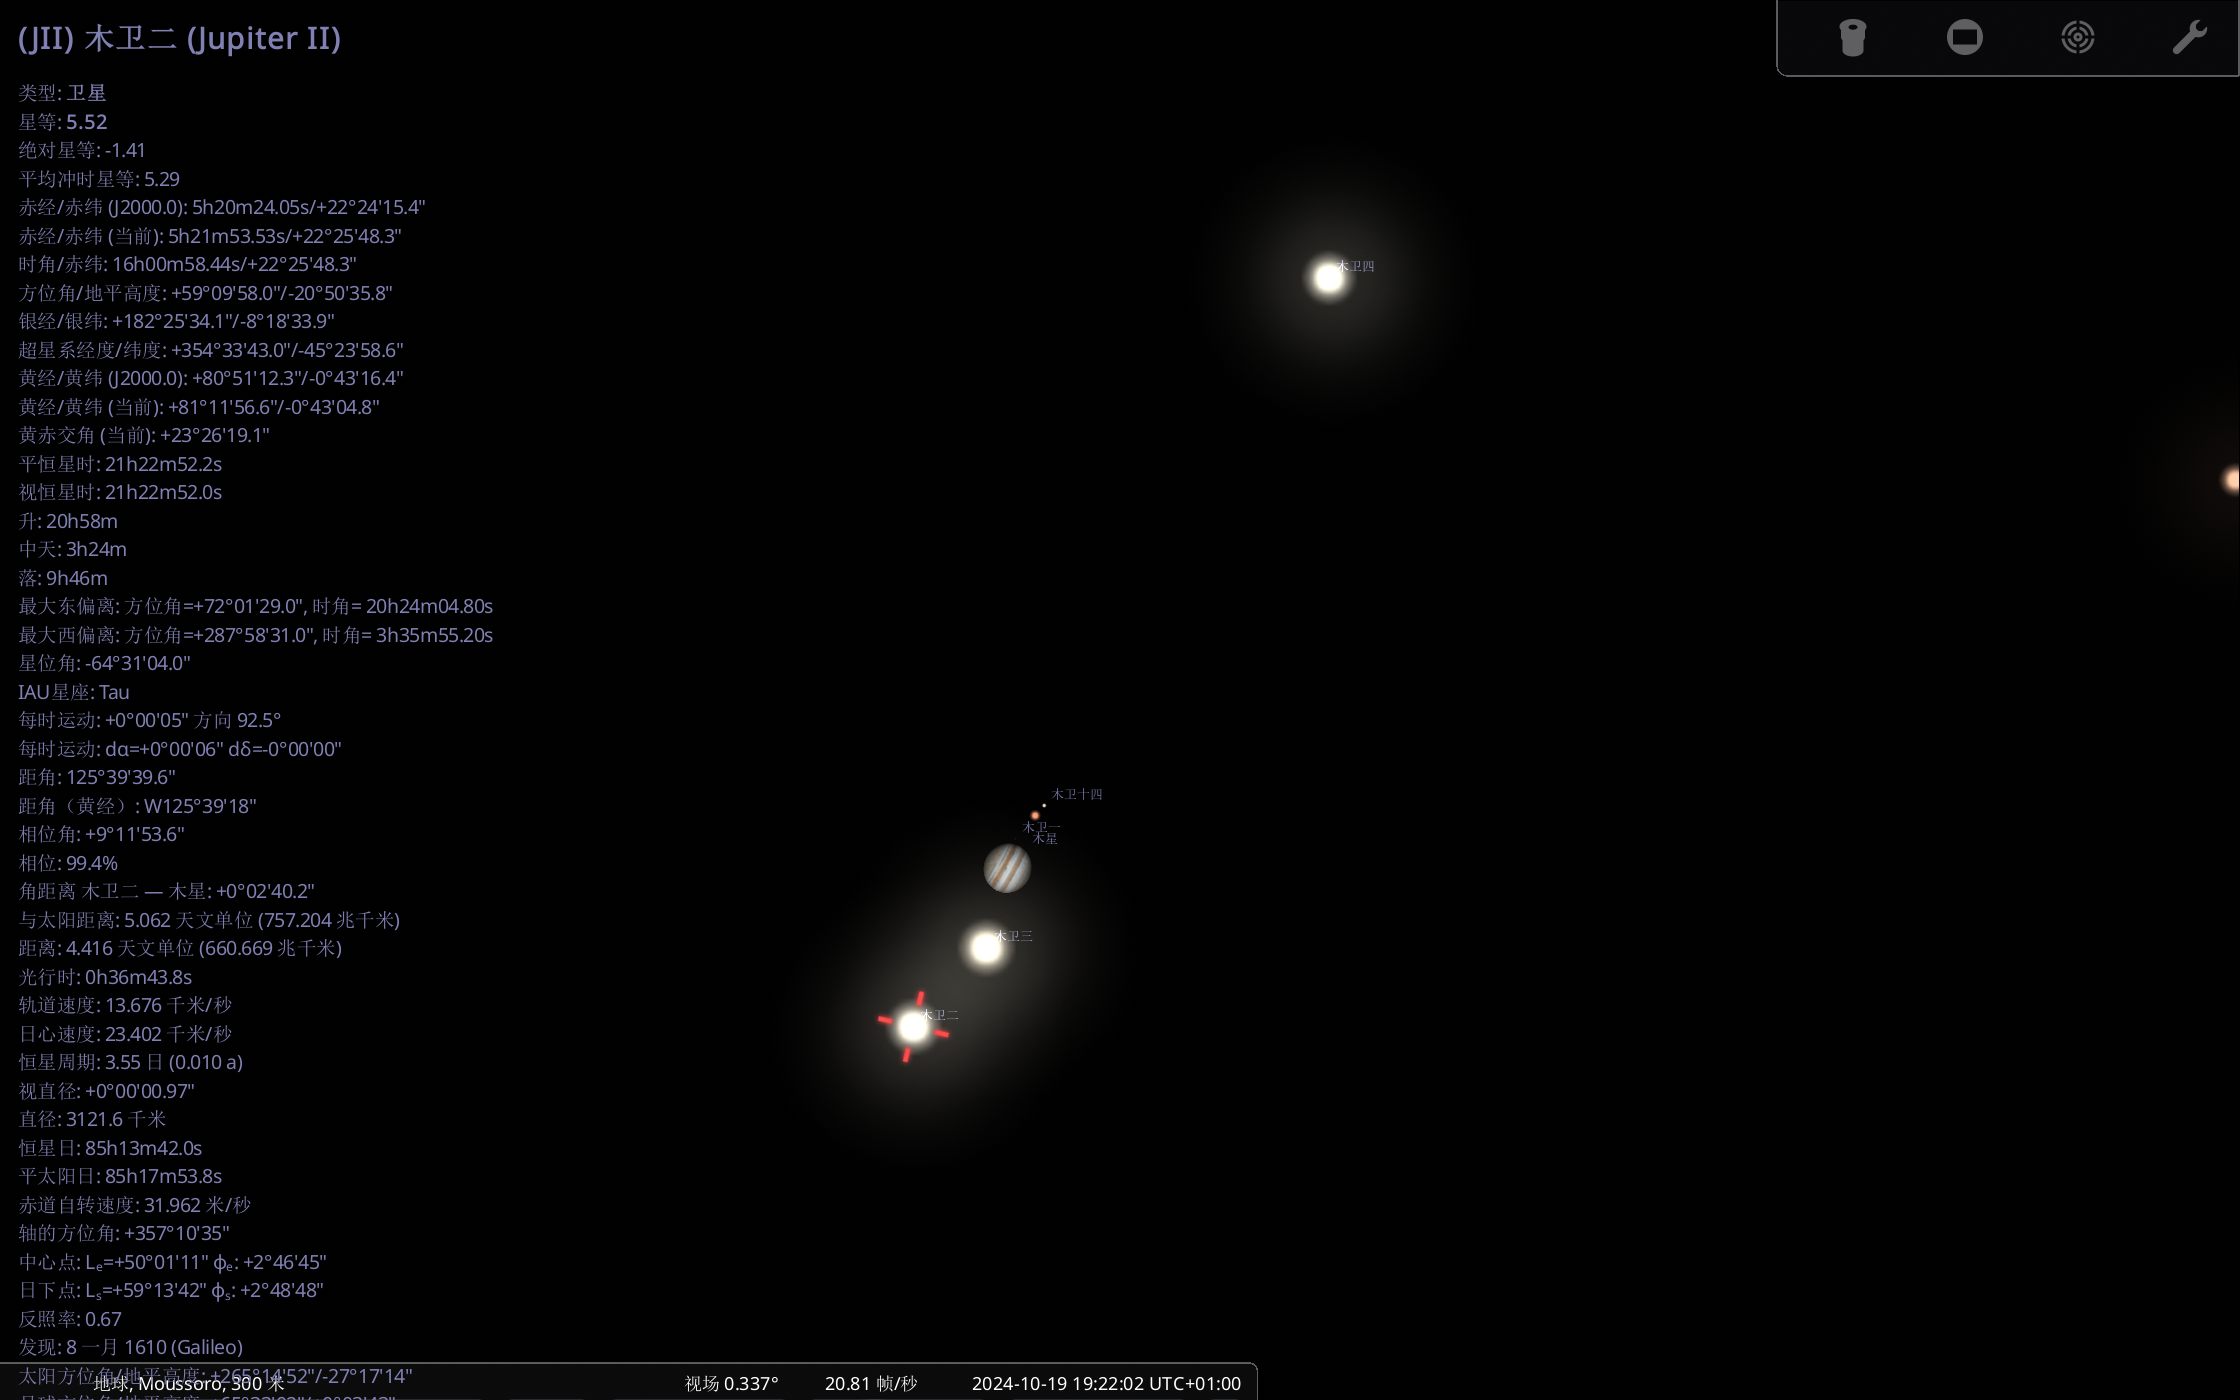 (JII) 木卫二 (Jupiter II)
类型: 卫星
星等: 5.52
绝对星等: -1.41
平均冲时星等: 5.29
赤经/赤纬 (J2000.0): 5h20m24.05s/+22°24'15.4"
赤经/赤纬 (当前): 5h21m53.53s/+22°25'48.3"
时角/赤纬: 16h00m58.44s/+22°25'48.3"
方位角/地平高度: +59°09'58.0"/-20°50'35.8"
银经/银纬: +182°25'34.1"/-8°18'33.9"
超星系经度/纬度: +354°33'43.0"/-45°23'58.6"
黄经/黄纬 (J2000.0): +80°51'12.3"/-0°43'16.4"
黄经/黄纬 (当前): +81°11'56.6"/-0°43'04.8"
黄赤交角 (当前): +23°26'19.1"
平恒星时: 21h22m52.2s
视恒星时: 21h22m52.0s
升: 20h58m
中天: 3h24m
落: 9h46m
最大东偏离: 方位角=+72°01'29.0", 时角= 20h24m04.80s
最大西偏离: 方位角=+287°58'31.0", 时角= 3h35m55.20s
星位角: -64°31'04.0"
IAU星座: Tau
每时运动: +0°00'05" 方向 92.5°
每时运动: dα=+0°00'06" dδ=-0°00'00"
距角: 125°39'39.6"
距角（黄经）: W125°39'18"
相位角: +9°11'53.6"
相位: 99.4%
角距离 木卫二 — 木星: +0°02'40.2"
与太阳距离: 5.062 天文单位 (757.204 兆千米)
距离: 4.416 天文单位 (660.669 兆千米)
光行时: 0h36m43.8s
轨道速度: 13.676 千米/秒
日心速度: 23.402 千米/秒
恒星周期: 3.55 日 (0.010 a)
视直径: +0°00'00.97"
直径: 3121.6 千米
恒星日: 85h13m42.0s
平太阳日: 85h17m53.8s
赤道自转速度: 31.962 米/秒
轴的方位角: +357°10'35"
中心点: Lₑ=+50°01'11" φₑ: +2°46'45"
日下点: Lₛ=+59°13'42" φₛ: +2°48'48"
反照率: 0.67
发现: 8 一月 1610 (Galileo)
太阳方位角/地平高度: +265°14'52"/-27°17'14"
木卫四
木卫十四
木卫一
木星
木卫三
木卫二
地球, Moussoro, 300 米
视场 0.337°
20.81 帧/秒
2024-10-19 19:22:02 UTC+01:00